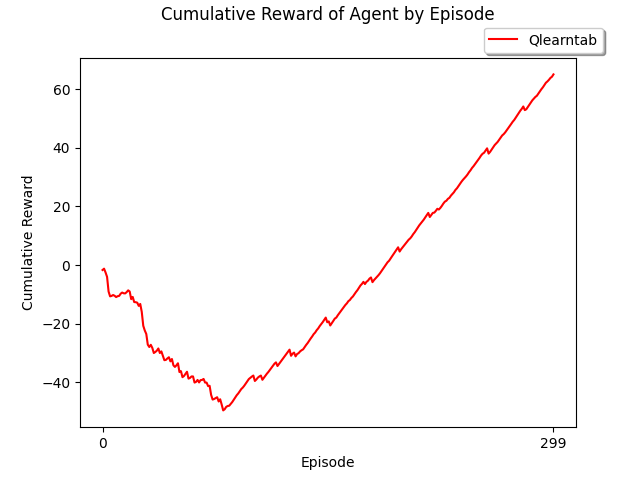 Cumulative Reward of Agent by Episode
Qlearntab
60
40
20
0
−20
−40
Cumulative Reward
0
299
Episode